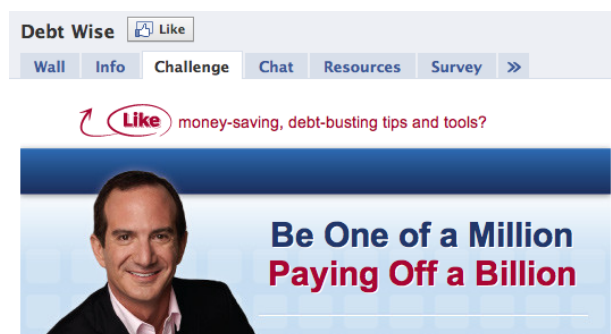 Debt Wise Like
Wall Info Challenge Chat Resources Survey »
Like money-saving, debt-busting tips and tools?
Be One of a Million
Paying Off a Billion